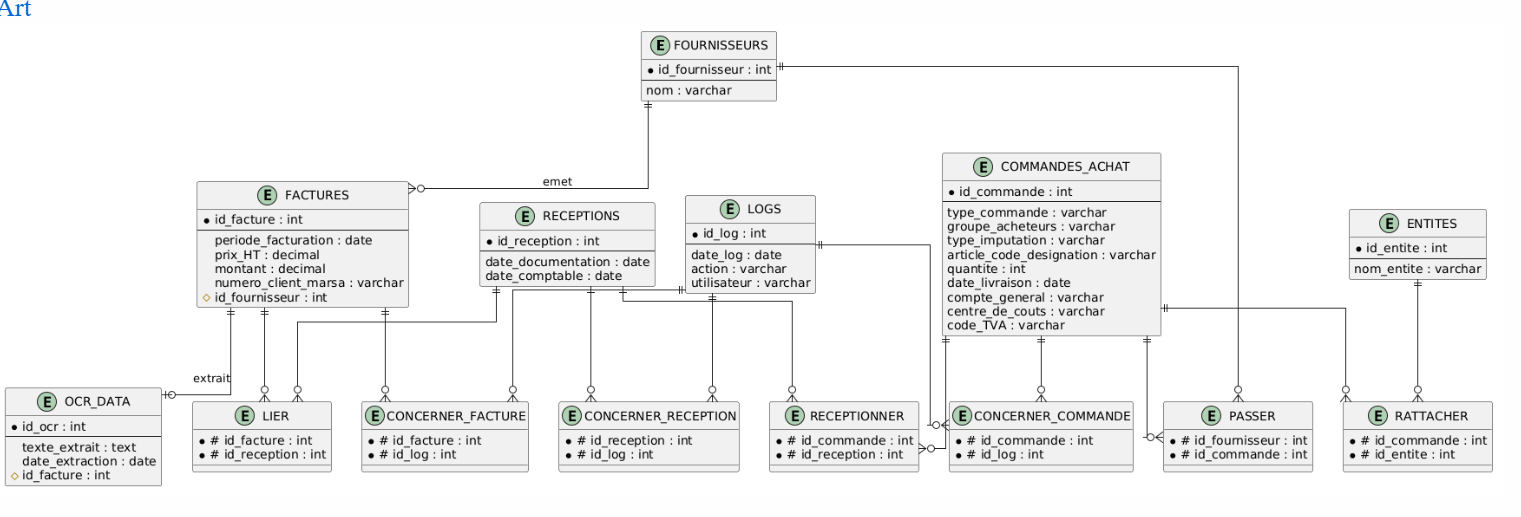 Art
E FOURNISSEURS
id_fournisseur : int
nom : varchar
emet
E FACTURES
id_facture : int
periode_facturation : date
prix_HT : decimal
montant : decimal
numero_client_marsa : varchar
id_fournisseur : int
E RECEPTIONS
id_reception : int
date_documentation : date
date_comptable : date
E LOGS
id_log : int
date_log : date
action : varchar
utilisateur : varchar
E COMMANDES_ACHAT
id_commande : int
type_commande : varchar
groupe_acheteurs : varchar
type_imputation : varchar
article_code_designation : varchar
quantite : int
date_livraison : date
compte_general : varchar
centre_de_couts : varchar
code_TVA : varchar
E ENTITES
id_entite : int
nom_entite : varchar
extrait
E OCR_DATA
id_ocr : int
texte_extrait : text
date_extraction : date
id_facture : int
E LIER
# id_facture : int
# id_reception : int
E CONCERNER_FACTURE
# id_facture : int
# id_log : int
E CONCERNER_RECEPTION
# id_reception : int
# id_log : int
E RECEPTIONNER
# id_commande : int
# id_reception : int
E CONCERNER_COMMANDE
# id_commande : int
# id_log : int
E PASSER
# id_fournisseur : int
# id_commande : int
E RATTACHER
# id_commande : int
# id_entite : int